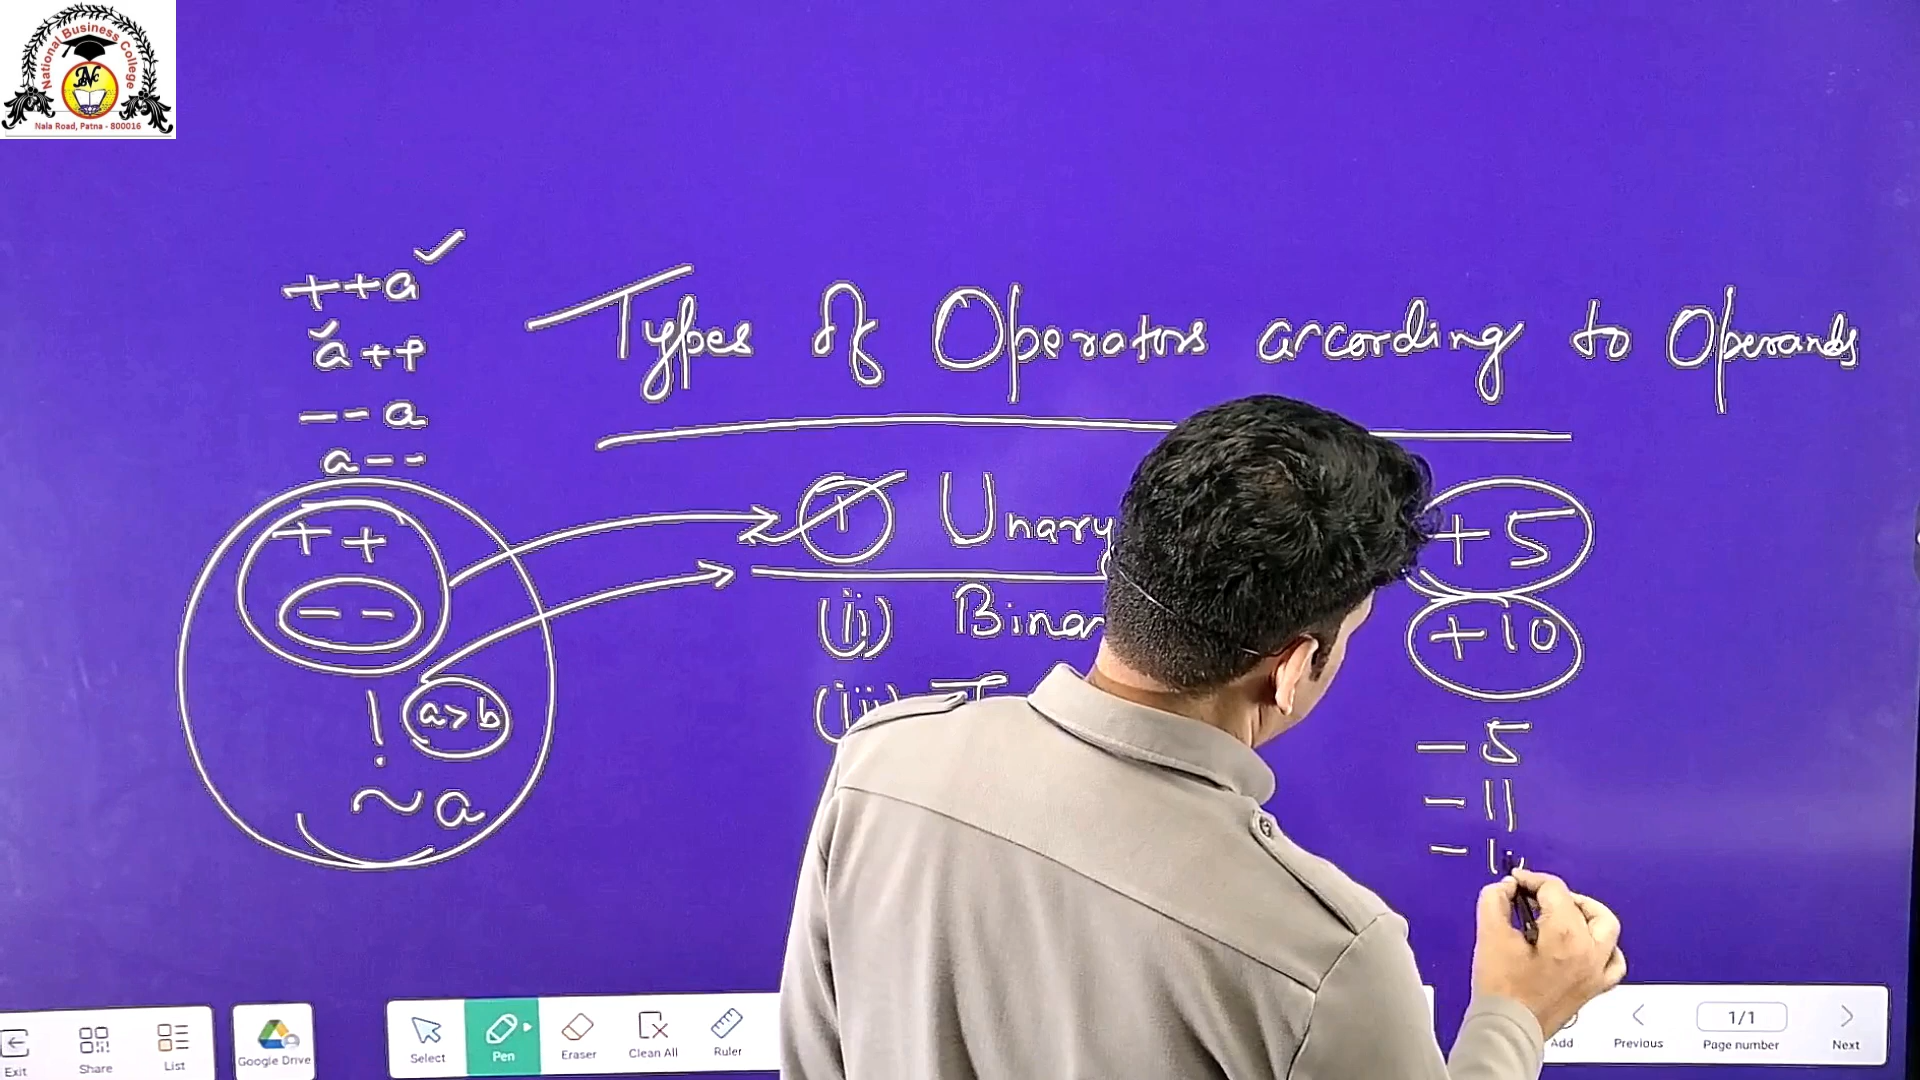 National Business College
Nala Road, Patna - 800016
++a
a++
--a
a--
Types of Operators according to Operands
++
--
! a>b
~a
Unary
(ii) Binar
(iii)
+5
+10
-5
-11
Exit
Share
List
Google Drive
Select
Pen
Eraser
Clean All
Ruler
Add
Previous
1/1
Page number
Next